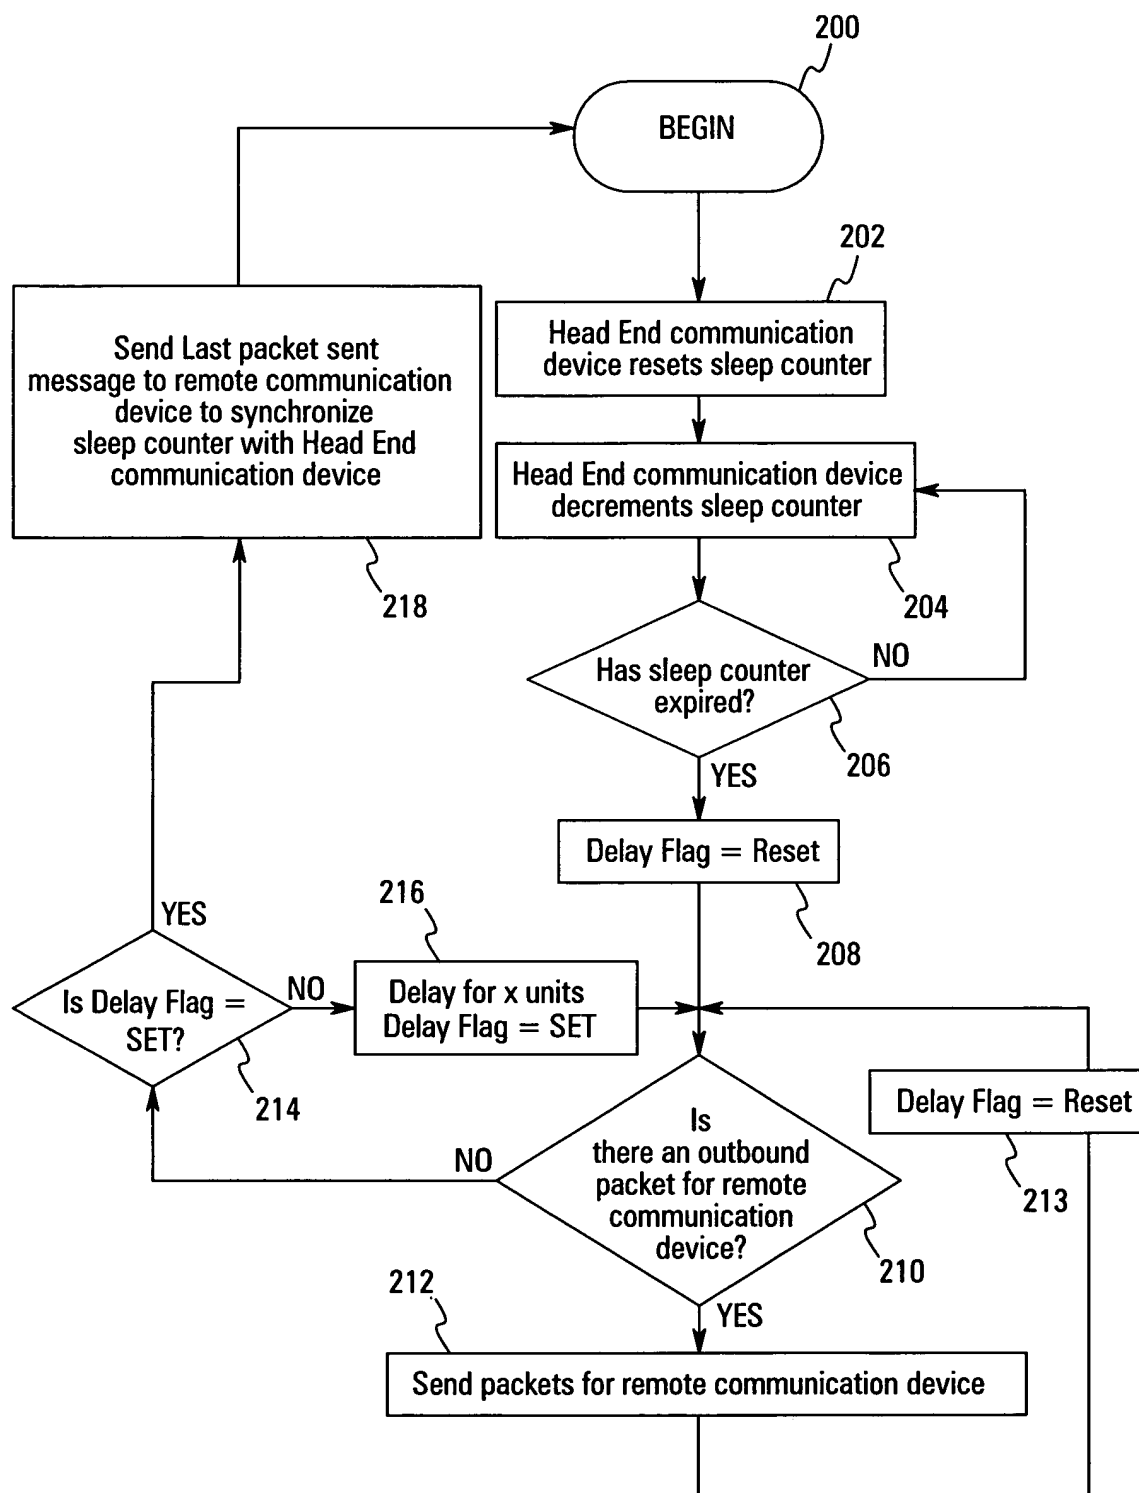 200
BEGIN
202
Head End communication
device resets sleep counter
Send Last packet sent
message to remote communication
device to synchronize
sleep counter with Head End
communication device
218
Head End communication device
decrements sleep counter
204
Has sleep counter
expired?
NO
206
YES
Delay Flag = Reset
208
216
Delay for x units
Delay Flag = SET
YES
Is Delay Flag =
SET?
NO
214
Delay Flag = Reset
213
Is
there an outbound
packet for remote
communication
device?
NO
210
YES
212
Send packets for remote communication device